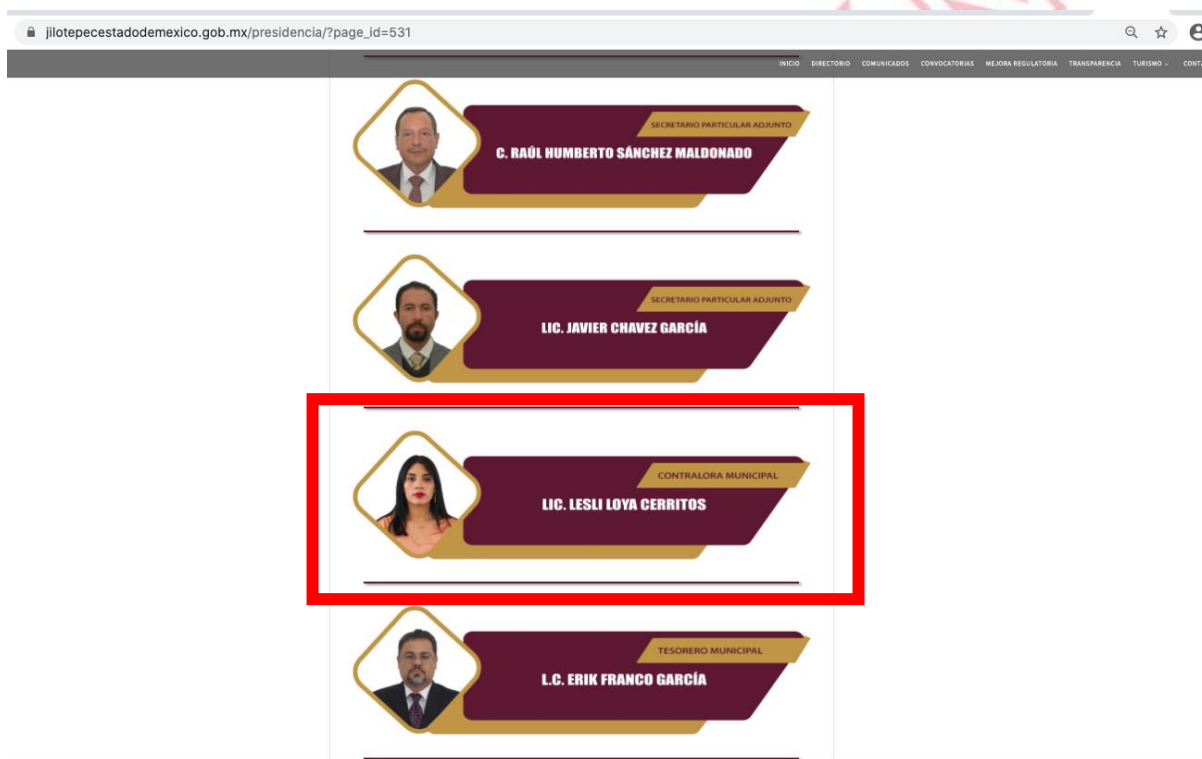 jilotepecestadodemexico.gob.mx/presidencia/?page_id=531
INICIO DIRECTORIO COMUNICADOS CONVOCATORIAS MEJORA REGULATORIA TRANSPARENCIA TURISMO
SECRETARIO PARTICULAR ADJUNTO
C. RAÚL HUMBERTO SÁNCHEZ MALDONADO
SECRETARIO PARTICULAR ADJUNTO
LIC. JAVIER CHAVEZ GARCÍA
CONTRALORA MUNICIPAL
LIC. LESLI LOYA CERRITOS
TESORERO MUNICIPAL
L.C. ERIK FRANCO GARCÍA